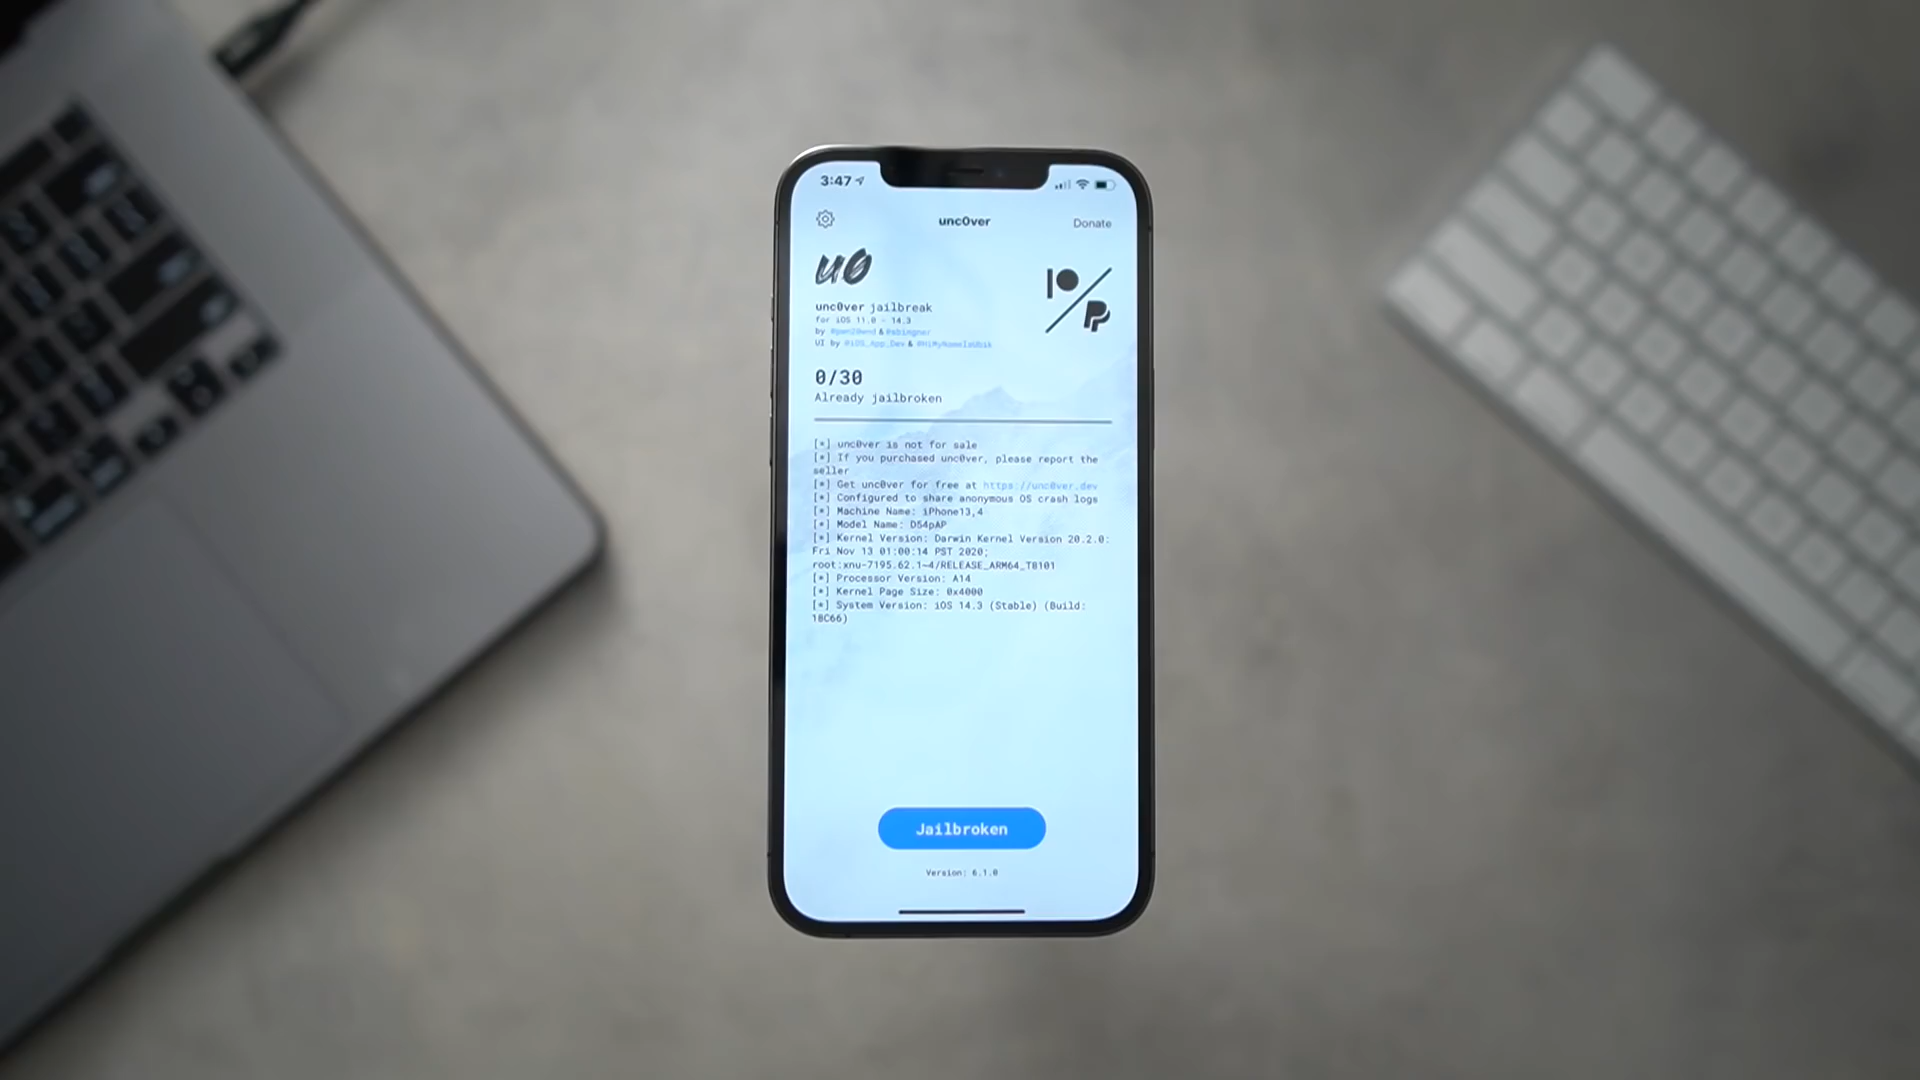 3:47
unc0ver
Donate
u0
unc0ver jailbreak
for iOS 11.0 - 14.3
by @pwn20wnd & @sbingner
UI by @iOS_App_Dev & @HiMyNameIsUbik
0/30
Already jailbroken
[*] unc0ver is not for sale
[*] If you purchased unc0ver, please report the
seller
[*] Get unc0ver for free at https://unc0ver.dev
[*] Configured to share anonymous OS crash logs
[*] Machine Name: iPhone13,4
[*] Model Name: D54pAP
[*] Kernel Version: Darwin Kernel Version 20.2.0:
Fri Nov 13 01:00:14 PST 2020;
root:xnu-7195.62.1~4/RELEASE_ARM64_T8101
[*] Processor Version: A14
[*] Kernel Page Size: 0x4000
[*] System Version: iOS 14.3 (Stable) (Build:
18C66)
Jailbroken
Version: 6.1.0